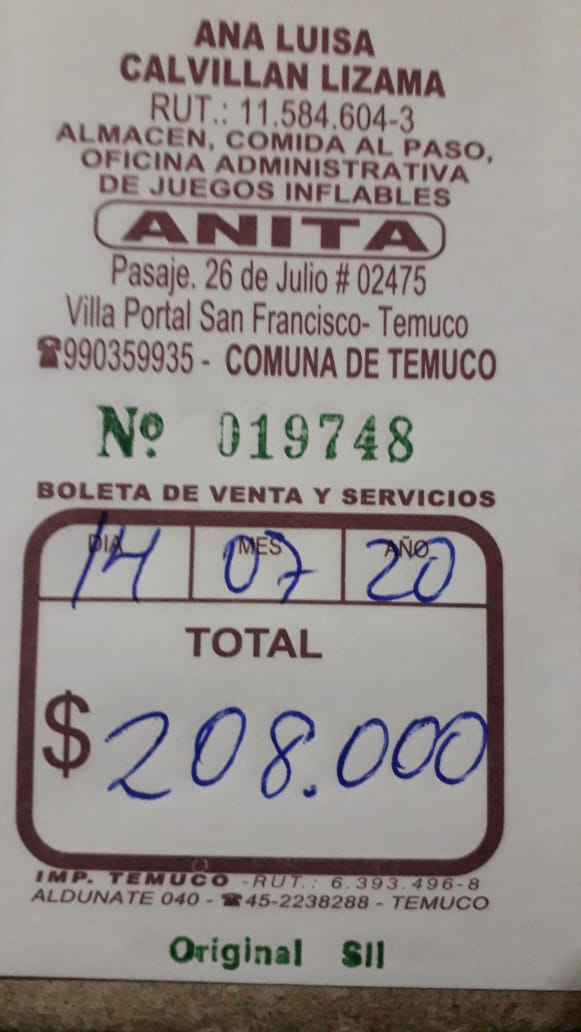 ANA LUISA
CALVILLAN LIZAMA
RUT.: 11.584.604-3
ALMACEN, COMIDA AL PASO,
OFICINA ADMINISTRATIVA
DE JUEGOS INFLABLES
ANITA
Pasaje. 26 de Julio # 02475
Villa Portal San Francisco- Temuco
☎990359935 - COMUNA DE TEMUCO
Nº 019748
BOLETA DE VENTA Y SERVICIOS
DIA MES AÑO
14 07 20
TOTAL
$ 208.000
IMP. TEMUCO -RUT.: 6.393.496-8
ALDUNATE 040 - ☎45-2238288 - TEMUCO
Original SII